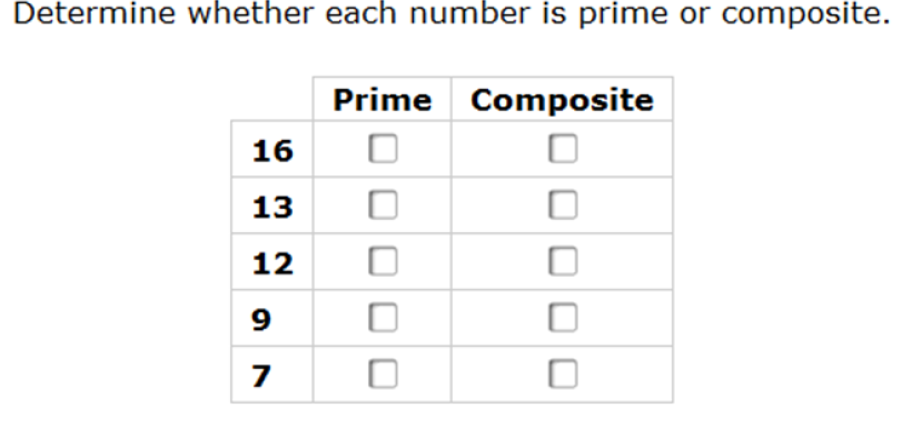 Determine whether each number is prime or composite.
Prime Composite
16
13
12
9
7